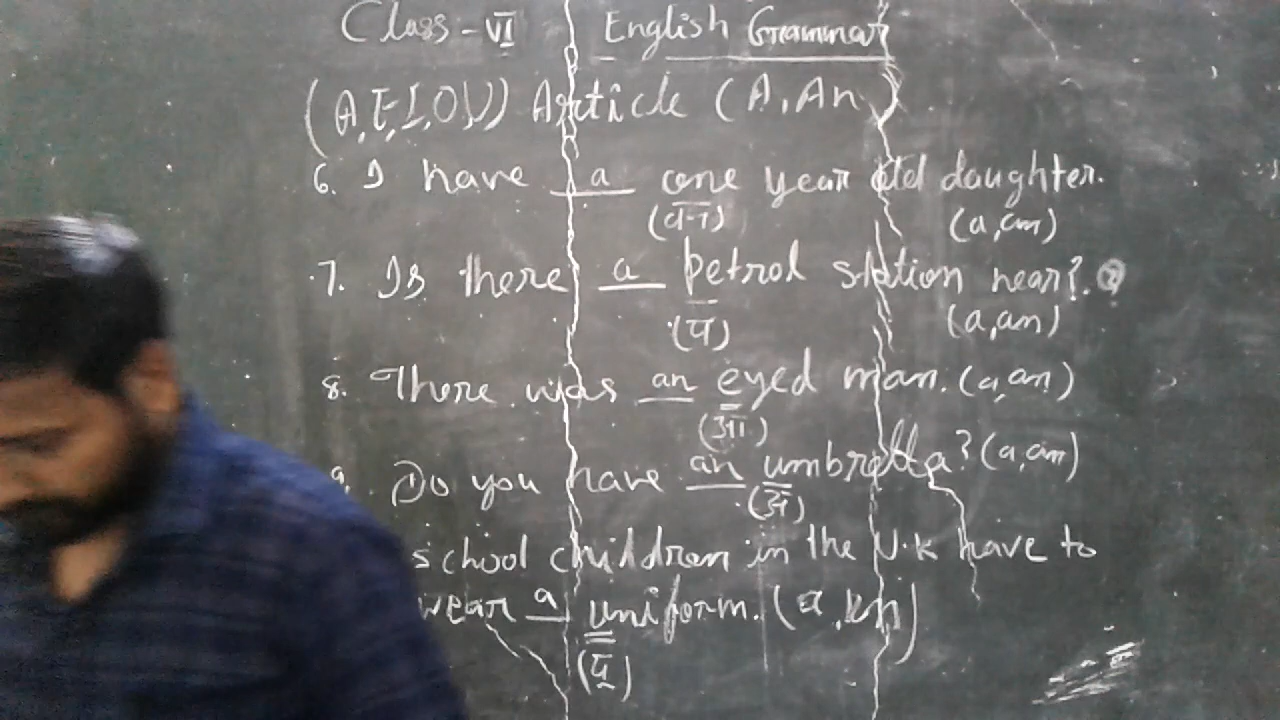 Class - VI English Grammar
(A,E,I,O,U) Article (A, An)
6. I have a one year old daughter.
(a, an)
7. Is there a petrol station near?
(प) (a, an)
8. There was an eyed man. (a, an)
9. Do you have an umbrella? (a, an)
(अ)
school children in the U.K have to
wear a uniform. (a, an)
(यू)